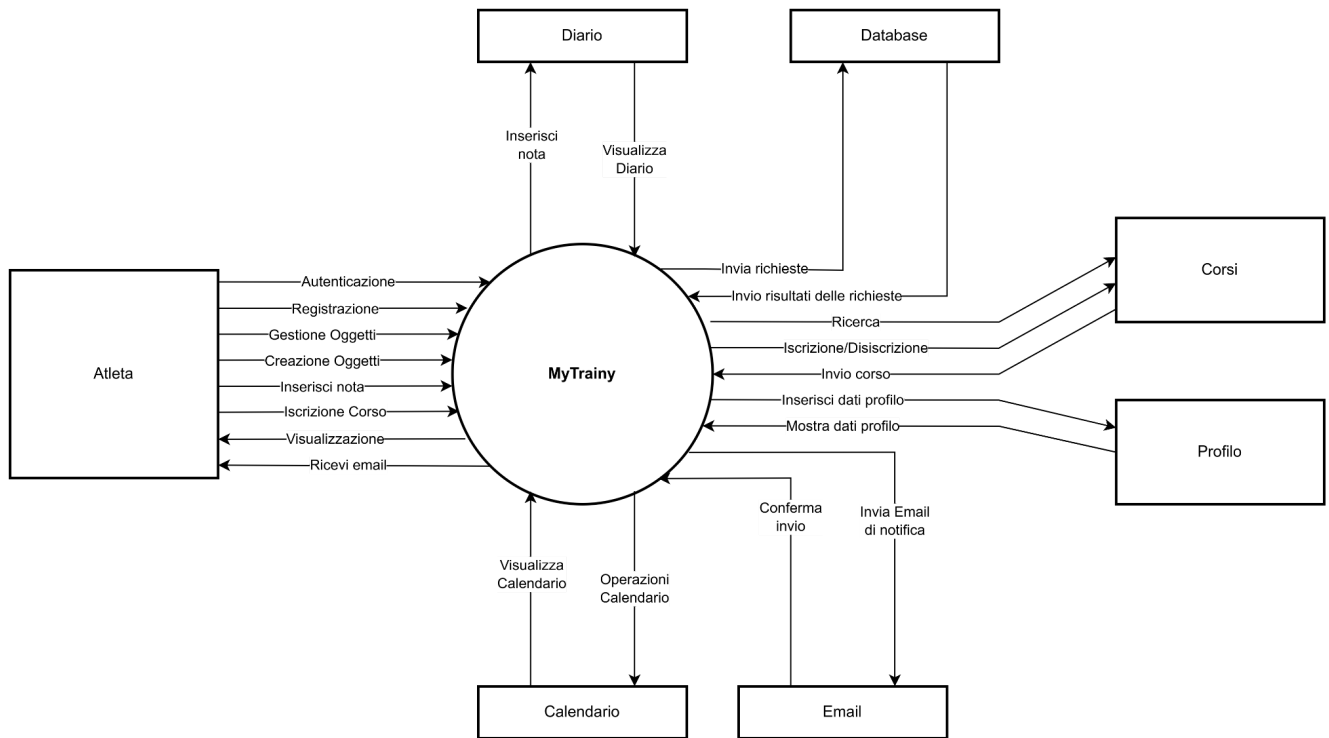 Diario
Database
Inserisci
nota
Visualizza
Diario
Invia richieste
Invio risultati delle richieste
Ricerca
Iscrizione/Disiscrizione
Invio corso
Inserisci dati profilo
Mostra dati profilo
Corsi
Profilo
Atleta
Autenticazione
Registrazione
Gestione Oggetti
Creazione Oggetti
Inserisci nota
Iscrizione Corso
Visualizzazione
Ricevi email
MyTrainy
Visualizza
Calendario
Operazioni
Calendario
Conferma
invio
Invia Email
di notifica
Calendario
Email